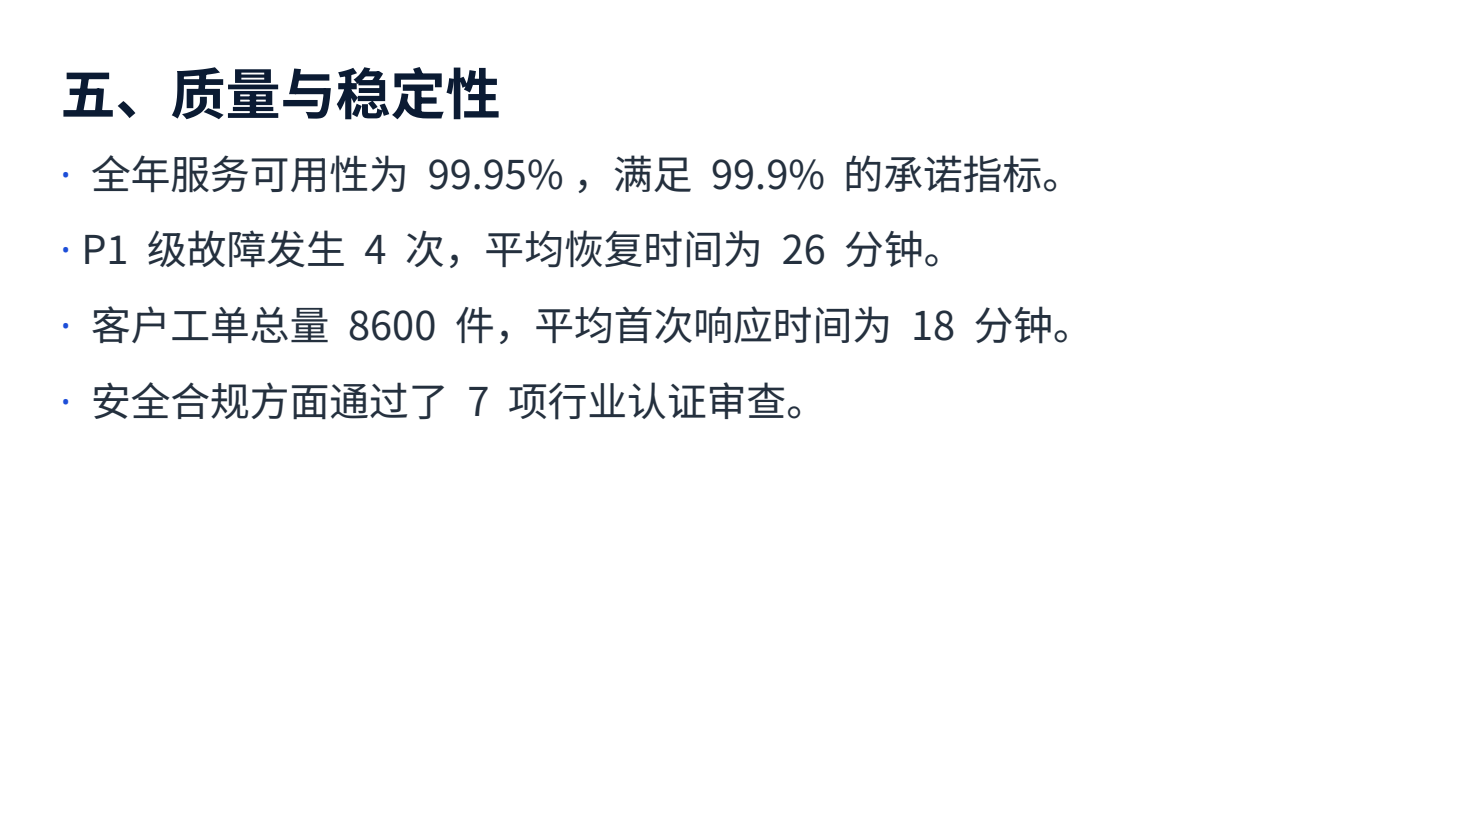 五、质量与稳定性
· 全年服务可用性为 99.95% ，满足 99.9% 的承诺指标。
· P1 级故障发生 4 次，平均恢复时间为 26 分钟。
· 客户工单总量 8600 件，平均首次响应时间为 18 分钟。
· 安全合规方面通过了 7 项行业认证审查。